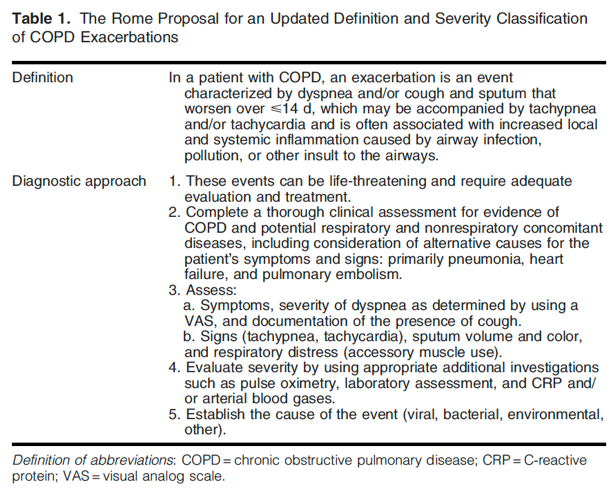 Table 1. The Rome Proposal for an Updated Definition and Severity Classification
of COPD Exacerbations
Definition
In a patient with COPD, an exacerbation is an event
characterized by dyspnea and/or cough and sputum that
worsen over ⩽14 d, which may be accompanied by tachypnea
and/or tachycardia and is often associated with increased local
and systemic inflammation caused by airway infection,
pollution, or other insult to the airways.
Diagnostic approach
1. These events can be life-threatening and require adequate
evaluation and treatment.
2. Complete a thorough clinical assessment for evidence of
COPD and potential respiratory and nonrespiratory concomitant
diseases, including consideration of alternative causes for the
patient's symptoms and signs: primarily pneumonia, heart
failure, and pulmonary embolism.
3. Assess:
a. Symptoms, severity of dyspnea as determined by using a
VAS, and documentation of the presence of cough.
b. Signs (tachypnea, tachycardia), sputum volume and color,
and respiratory distress (accessory muscle use).
4. Evaluate severity by using appropriate additional investigations
such as pulse oximetry, laboratory assessment, and CRP and/
or arterial blood gases.
5. Establish the cause of the event (viral, bacterial, environmental,
other).
Definition of abbreviations: COPD = chronic obstructive pulmonary disease; CRP = C-reactive
protein; VAS = visual analog scale.